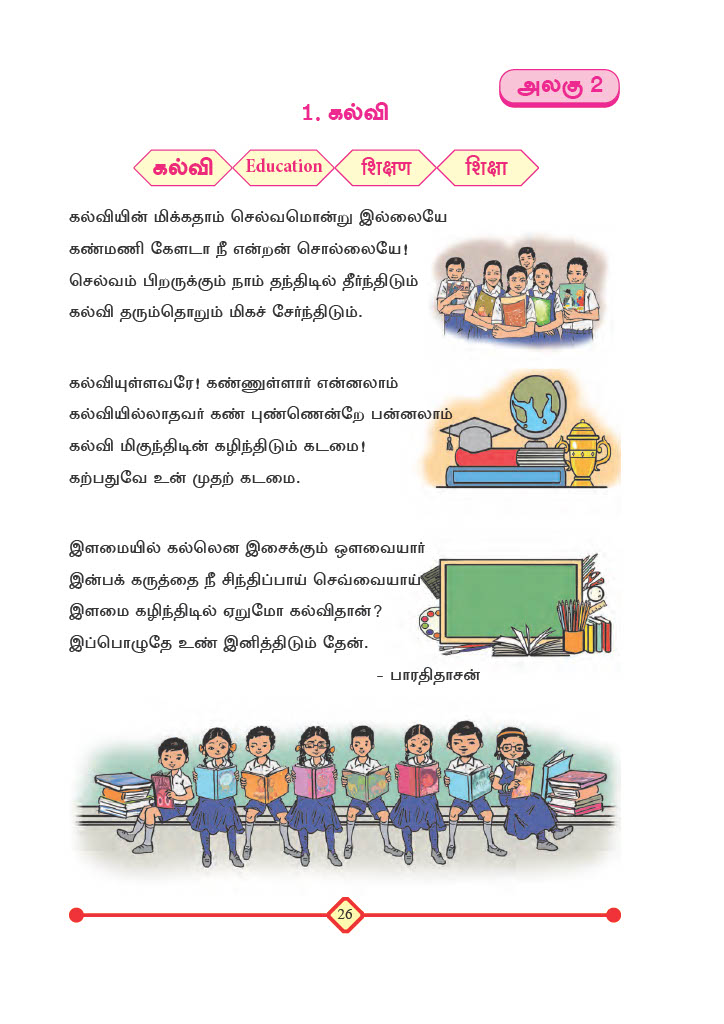 அலகு 2
1. கல்வி
கல்வி Education शिक्षण शिक्षा
கல்வியின் மிக்கதாம் செல்வமொன்று இல்லையே
கண்மணி கேளடா நீ என்றன் சொல்லையே!
செல்வம் பிறருக்கும் நாம் தந்திடில் தீர்ந்திடும்
கல்வி தரும்தொறும் மிகச் சேர்ந்திடும்.
கல்வியுள்ளவரே! கண்ணுள்ளார் என்னலாம்
கல்வியில்லாதவர் கண் புண்ணென்றே பன்னலாம்
கல்வி மிகுந்திடின் கழிந்திடும் கடமை!
கற்பதுவே உன் முதற் கடமை.
இளமையில் கல்லென இசைக்கும் ஔவையார்
இன்பக் கருத்தை நீ சிந்திப்பாய் செவ்வையாய்
இளமை கழிந்திடில் ஏறுமோ கல்விதான்?
இப்பொழுதே உண் இனித்திடும் தேன்.
- பாரதிதாசன்
26